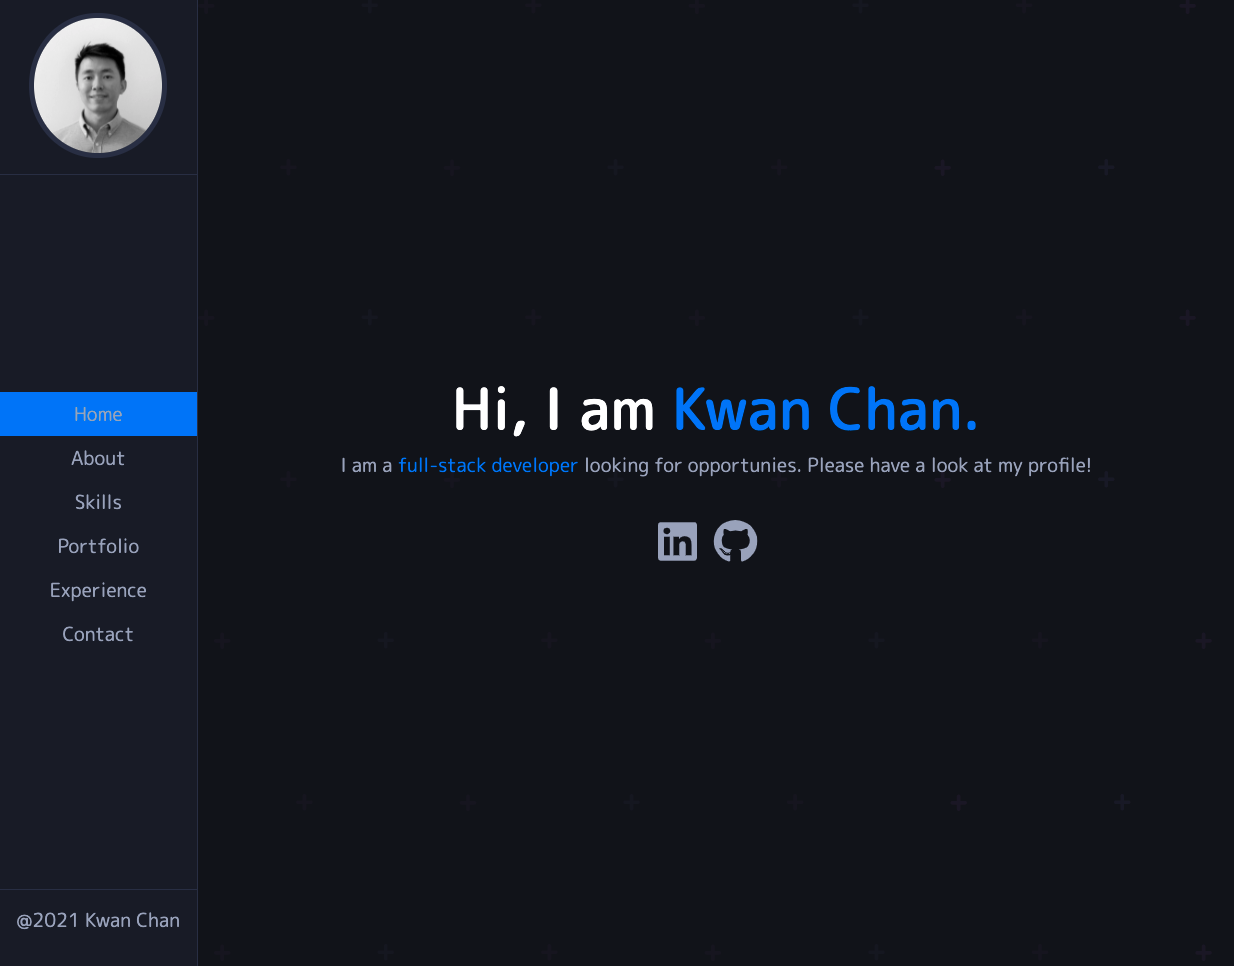 Home
About
Skills
Portfolio
Experience
Contact
@2021 Kwan Chan
Hi, I am Kwan Chan.
I am a full-stack developer looking for opportunies. Please have a look at my profile!
in